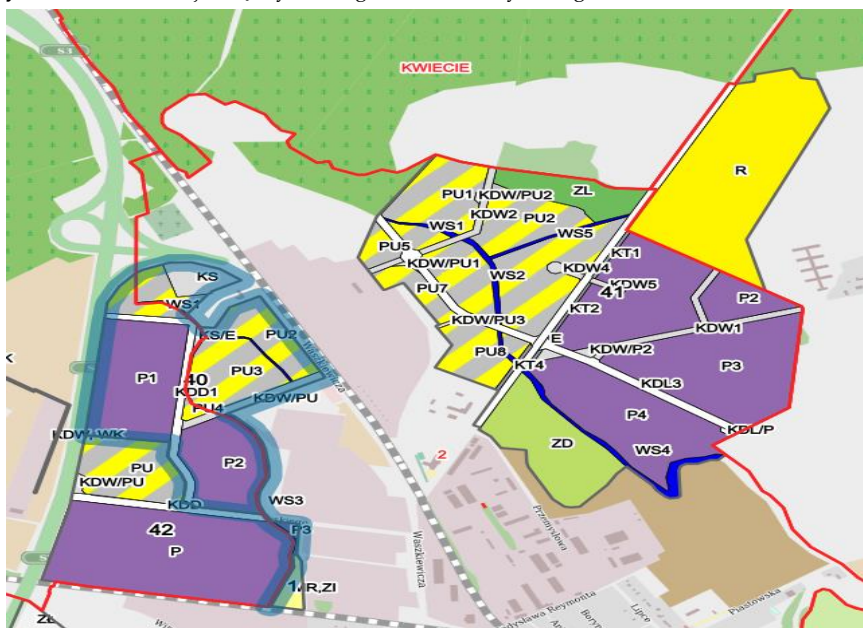 S.1
KWIECIE
R
ZL
PU1
KDW/PU2
KDW2
PU2
WS1
WS5
PU5
KDW/PU1
WS2
KDW4
KT1
KDW5
41
PU7
KT2
P2
KDW1
KDW/PU3
E
KDW/P2
P3
PU8
KT4
KDL3
P4
KDL/P
ZD
WS4
KS
WS1
KS/E
PU2
Waszkiewicza
P1
40
PU3
KDD1
PU4
KDW/PU
KDW/WK
PU
P2
KDW/PU
KDD
WS3
2
Przemysłowa
Waszkiewicza
42
P
P3
1
Piastowska
Lipce